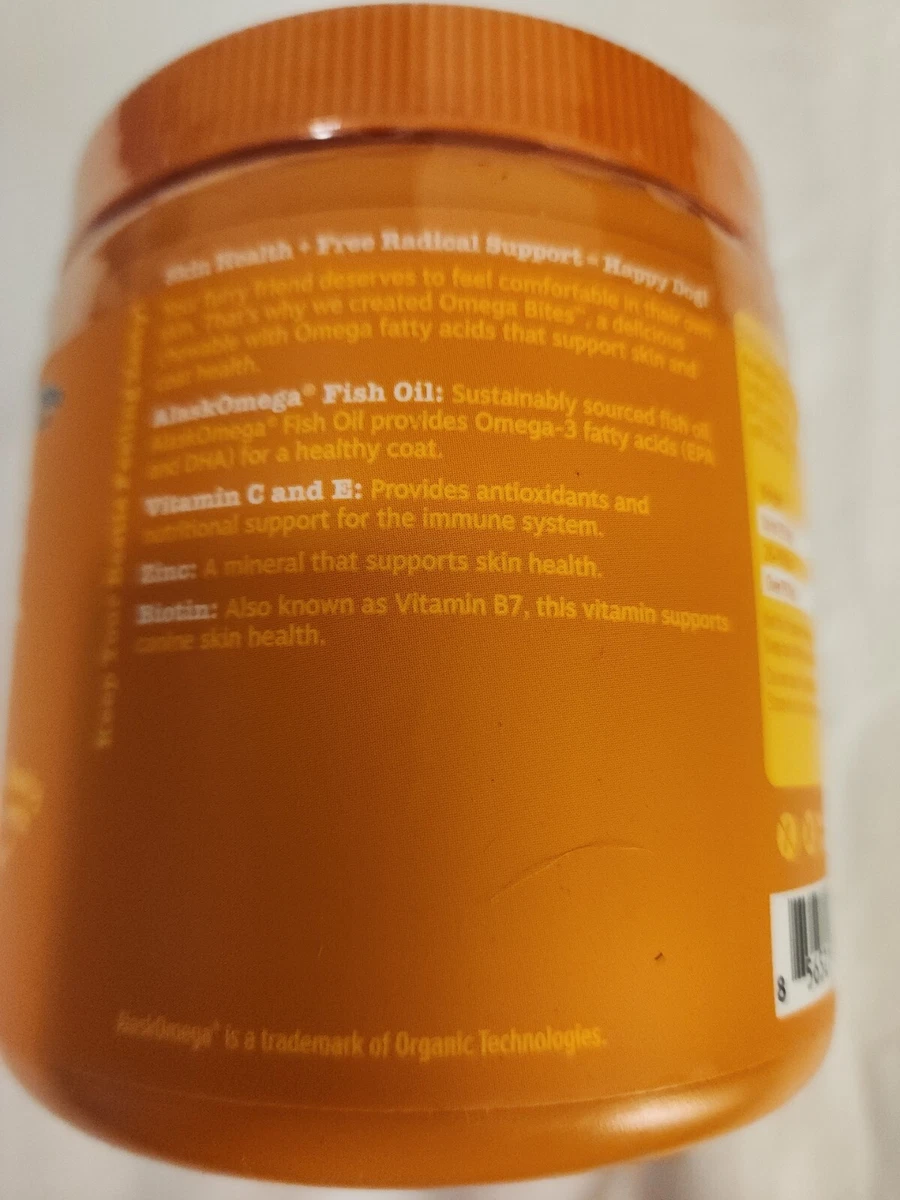 Skin Health + Free Radical Support = Happy Dog!
Your furry friend deserves to feel comfortable in their own
skin. That's why we created Omega Bites™, a delicious
chewable with Omega fatty acids that support skin and
coat health.
AlaskOmega® Fish Oil: Sustainably sourced fish oil,
AlaskOmega® Fish Oil provides Omega-3 fatty acids (EPA
and DHA) for a healthy coat.
Vitamin C and E: Provides antioxidants and
nutritional support for the immune system.
Zinc: A mineral that supports skin health.
Biotin: Also known as Vitamin B7, this vitamin supports
canine skin health.
AlaskOmega® is a trademark of Organic Technologies.
Keep Your
8